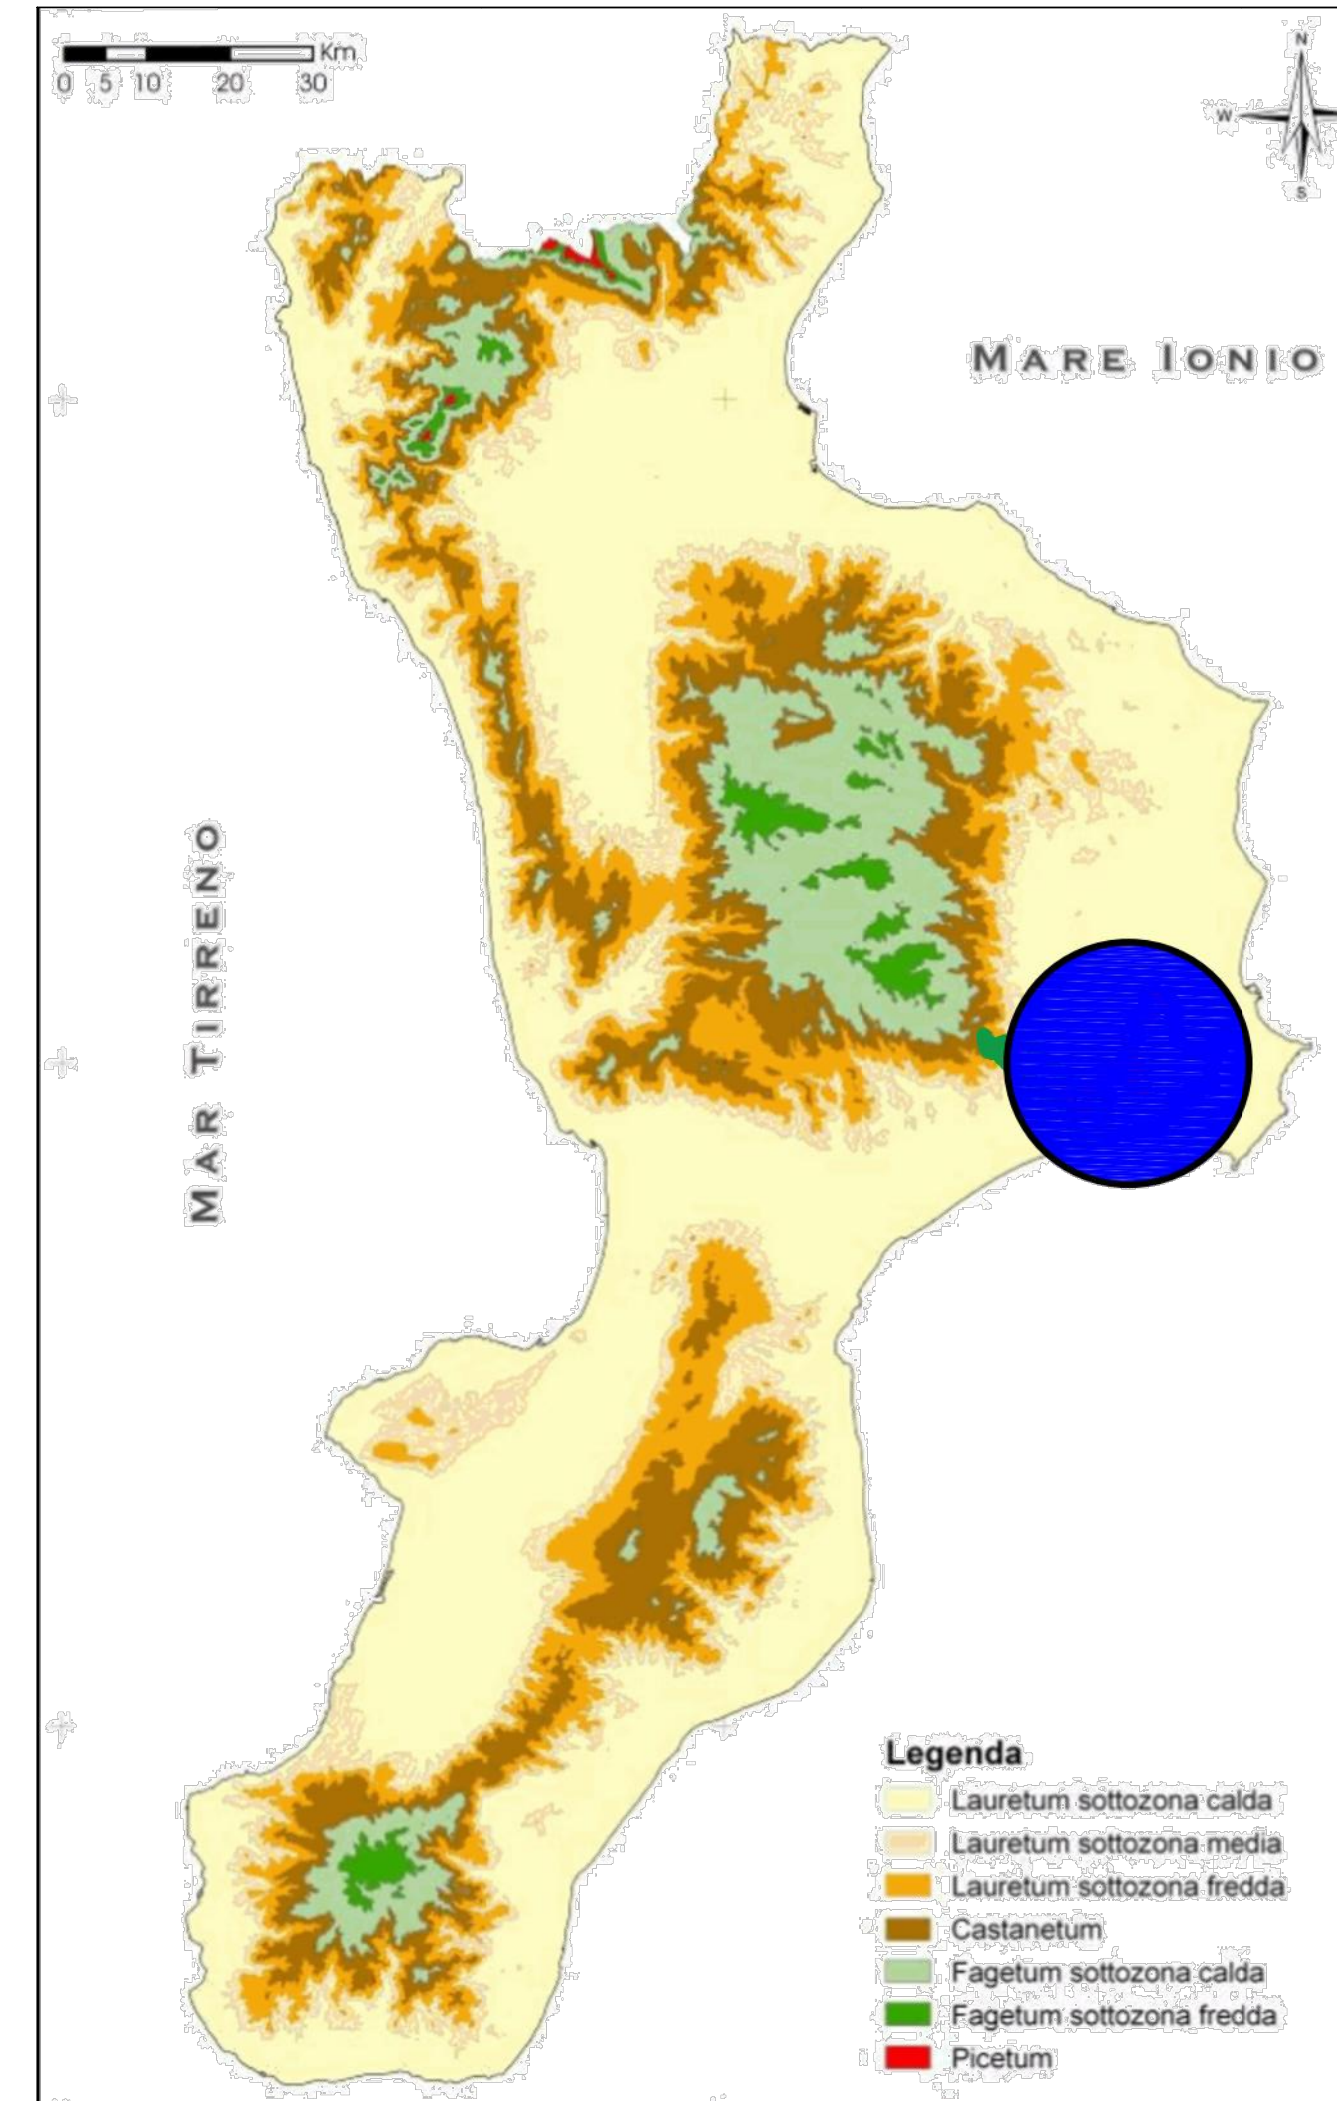 Km
0 5 10 20 30
N
W
S
MARE IONIO
MAR TIRRENO
Legenda
Lauretum sottozona calda
Lauretum sottozona media
Lauretum sottozona fredda
Castanetum
Fagetum sottozona calda
Fagetum sottozona fredda
Picetum